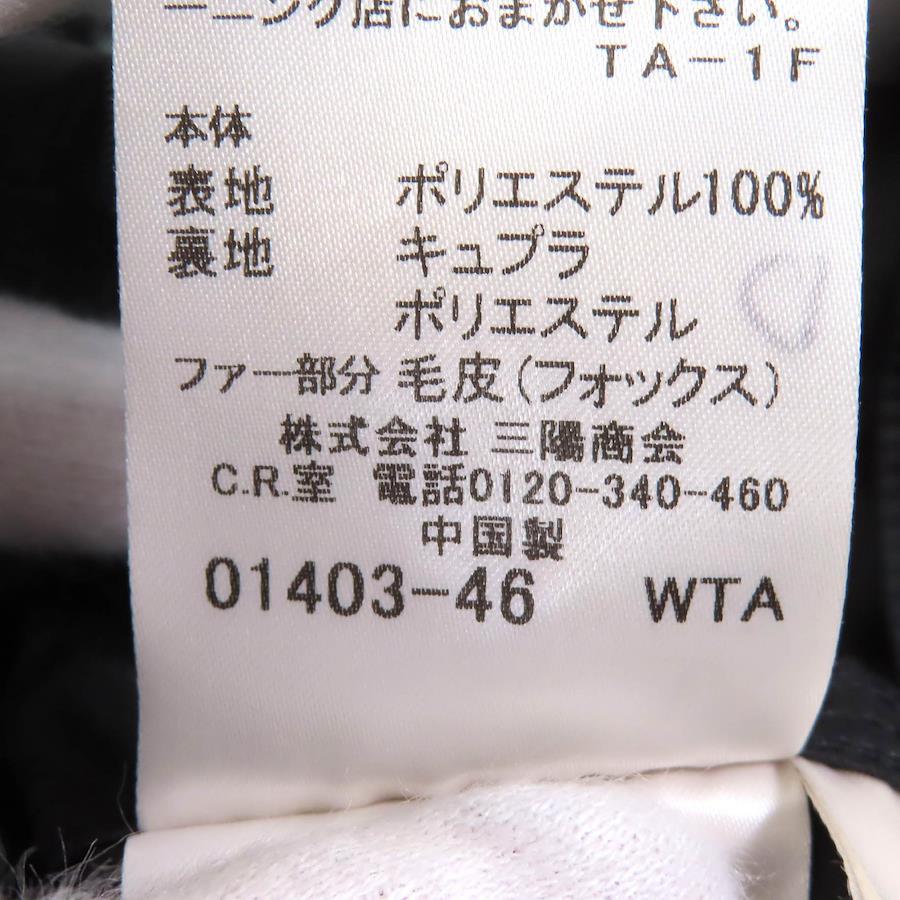 ーニング店におまかせ下さい。
TA-1F
本体
表地 ポリエステル100%
裏地 キュプラ
ポリエステル
ファー部分 毛皮(フォックス)
株式会社 三陽商会
C.R.室 電話0120-340-460
中国製
01403-46 WTA